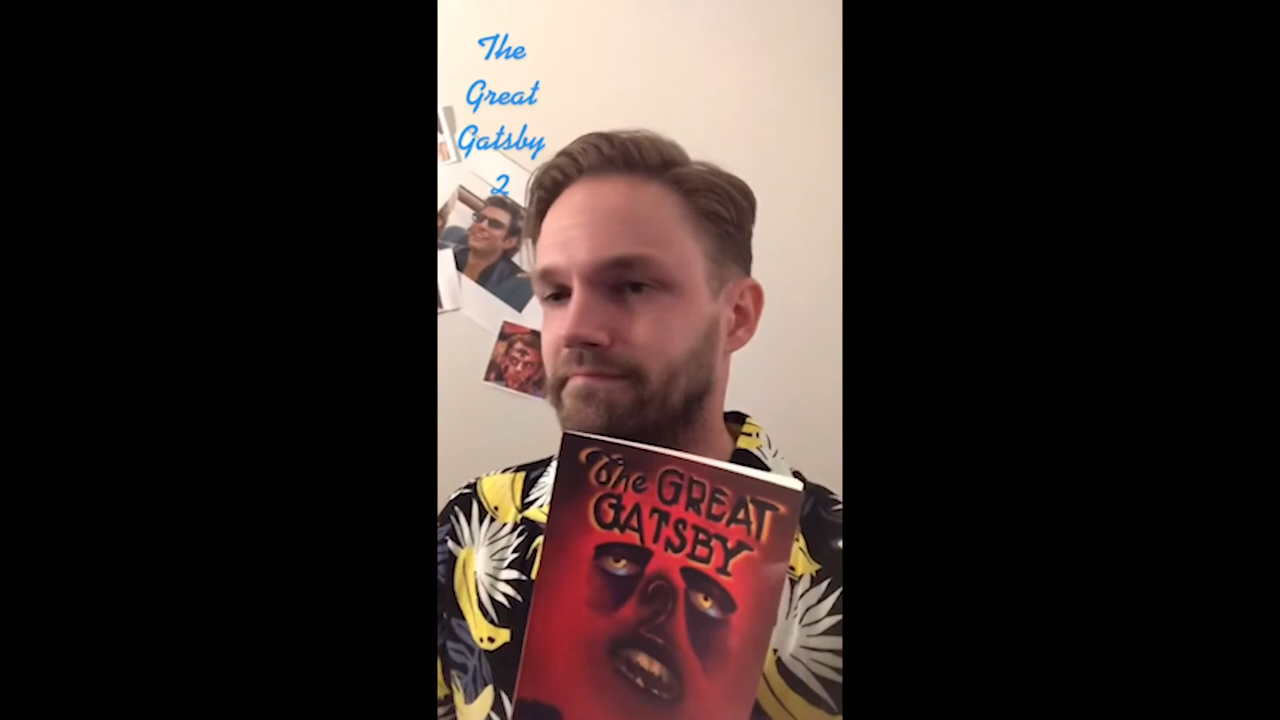 The
Great
Gatsby
2
The GREAT
GATSBY